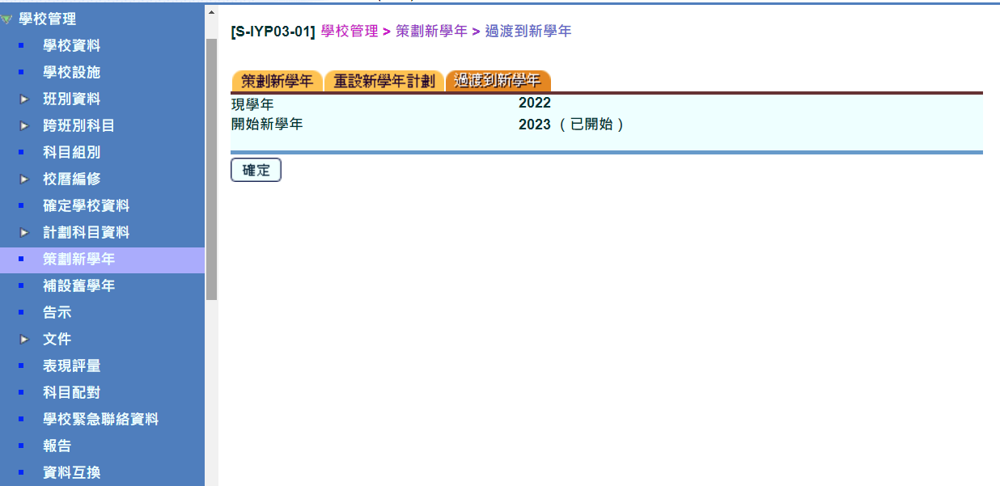 學校管理
學校資料
學校設施
班別資料
跨班別科目
科目組別
校曆編修
確定學校資料
計劃科目資料
策劃新學年
補設舊學年
告示
文件
表現評量
科目配對
學校緊急聯絡資料
報告
資料互換
[S-IYP03-01] 學校管理 > 策劃新學年 > 過渡到新學年
策劃新學年 重設新學年計劃 過渡到新學年
現學年 2022
開始新學年 2023 （已開始）
確定